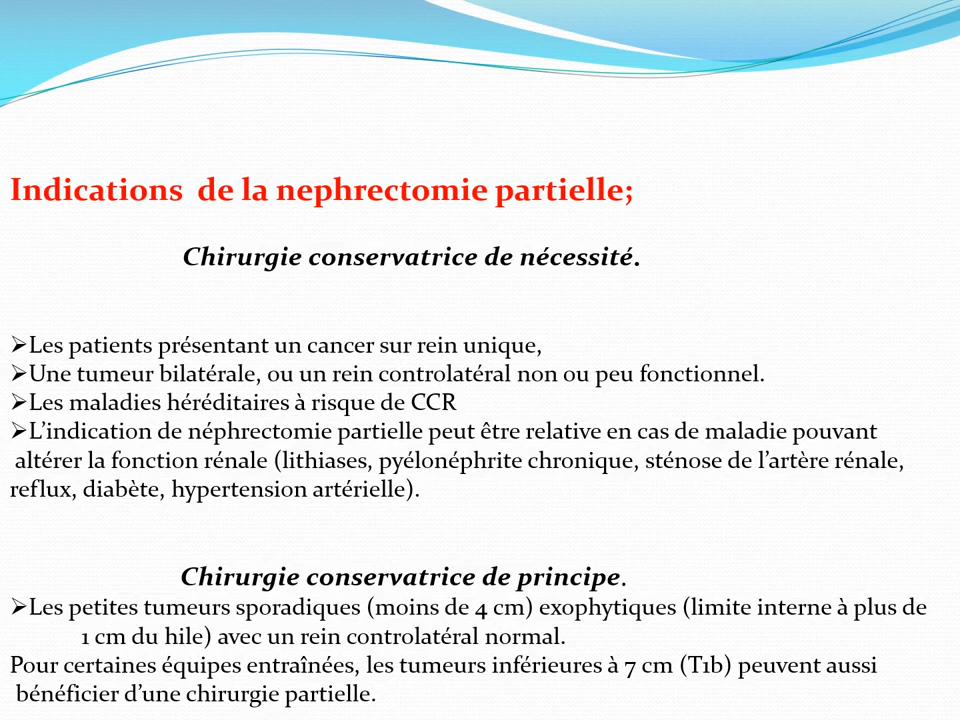 Indications de la nephrectomie partielle;
Chirurgie conservatrice de nécessité.
➢Les patients présentant un cancer sur rein unique,
➢Une tumeur bilatérale, ou un rein controlatéral non ou peu fonctionnel.
➢Les maladies héréditaires à risque de CCR
➢L’indication de néphrectomie partielle peut être relative en cas de maladie pouvant
altérer la fonction rénale (lithiases, pyélonéphrite chronique, sténose de l’artère rénale,
reflux, diabète, hypertension artérielle).
Chirurgie conservatrice de principe.
➢Les petites tumeurs sporadiques (moins de 4 cm) exophytiques (limite interne à plus de
1 cm du hile) avec un rein controlatéral normal.
Pour certaines équipes entraînées, les tumeurs inférieures à 7 cm (T1b) peuvent aussi
bénéficier d’une chirurgie partielle.